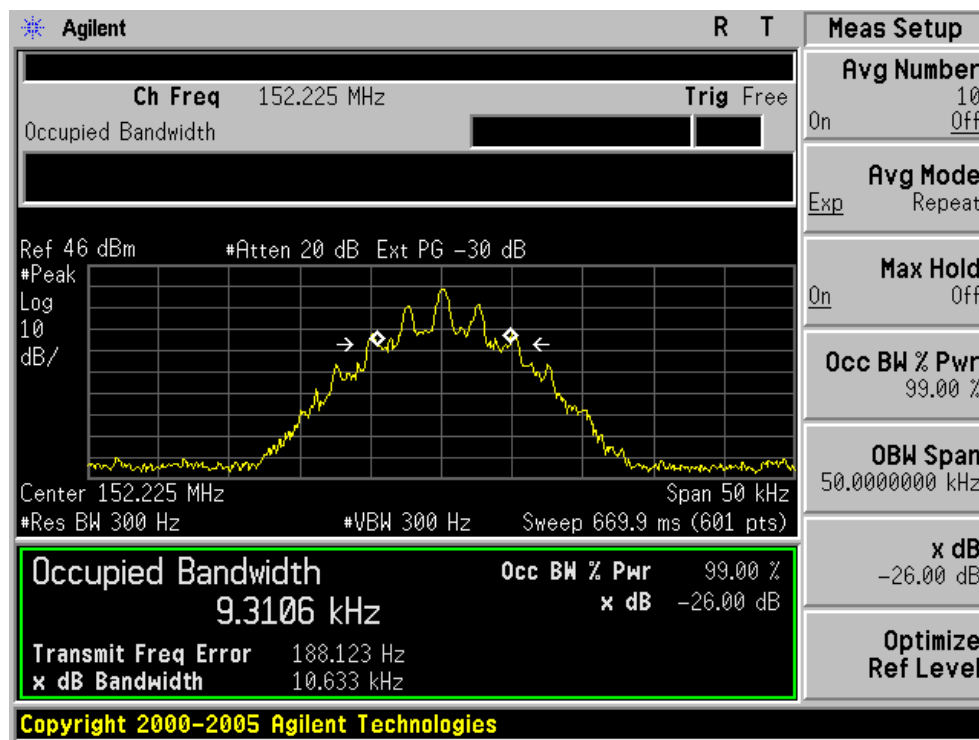 Agilent R T
Ch Freq 152.225 MHz Trig Free
Occupied Bandwidth
Ref 46 dBm #Atten 20 dB Ext PG -30 dB
#Peak
Log
10
dB/
Center 152.225 MHz Span 50 kHz
#Res BW 300 Hz #VBW 300 Hz Sweep 669.9 ms (601 pts)
Occupied Bandwidth
9.3106 kHz
Occ BW % Pwr 99.00 %
x dB -26.00 dB
Transmit Freq Error 188.123 Hz
x dB Bandwidth 10.633 kHz
Copyright 2000-2005 Agilent Technologies
Meas Setup
Avg Number
10
On Off
Avg Mode
Exp Repeat
Max Hold
On Off
Occ BW % Pwr
99.00 %
OBW Span
50.0000000 kHz
x dB
-26.00 dB
Optimize
Ref Level